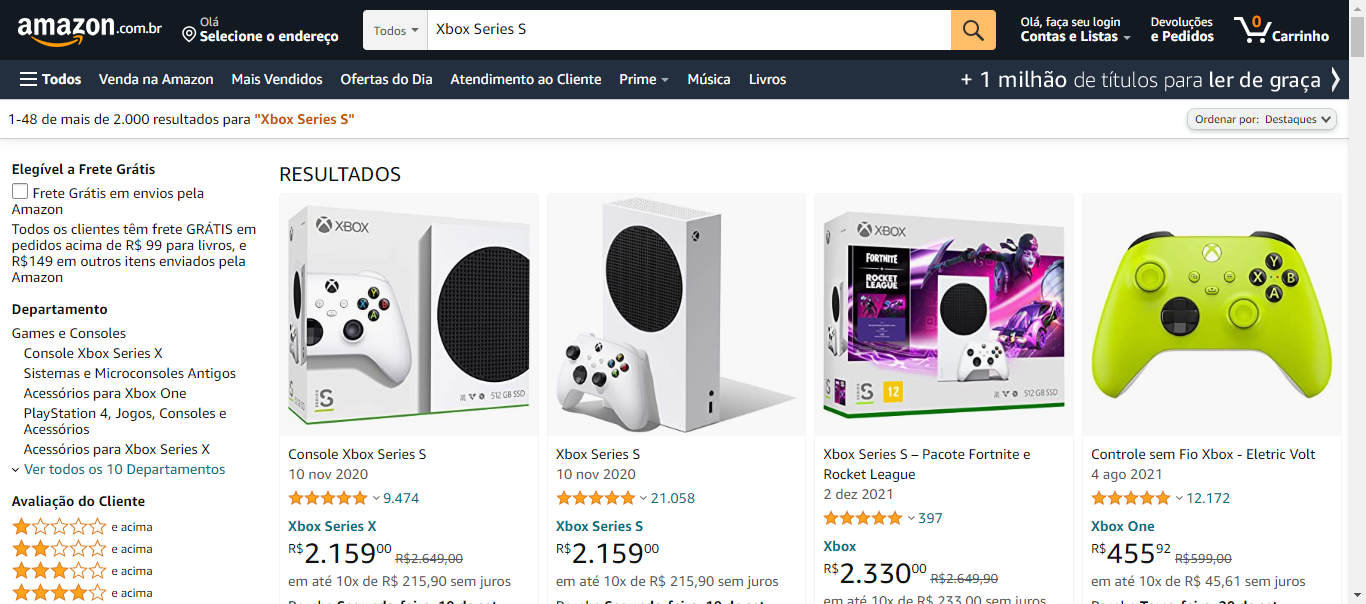 amazon.com.br
Olá
Selecione o endereço
Todos
Xbox Series S
Olá, faça seu login
Contas e Listas
Devoluções
e Pedidos
0
Carrinho
Todos
Venda na Amazon
Mais Vendidos
Ofertas do Dia
Atendimento ao Cliente
Prime
Música
Livros
+ 1 milhão de títulos para ler de graça
1-48 de mais de 2.000 resultados para "Xbox Series S"
Ordenar por: Destaques
Elegível a Frete Grátis
Frete Grátis em envios pela
Amazon
Todos os clientes têm frete GRÁTIS em
pedidos acima de R$ 99 para livros, e
R$149 em outros itens enviados pela
Amazon
Departamento
Games e Consoles
Console Xbox Series X
Sistemas e Microconsoles Antigos
Acessórios para Xbox One
PlayStation 4, Jogos, Consoles e
Acessórios
Acessórios para Xbox Series X
Ver todos os 10 Departamentos
Avaliação do Cliente
e acima
e acima
e acima
e acima
RESULTADOS
XBOX
Y
X
B
A
SERIES S
512 GB SSD
Console Xbox Series S
10 nov 2020
9.474
Xbox Series X
R$2.15900 R$2.649,00
em até 10x de R$ 215,90 sem juros
Xbox Series S
10 nov 2020
21.058
Xbox Series S
R$2.15900
em até 10x de R$ 215,90 sem juros
XBOX
FORTNITE
ROCKET
LEAGUE
SERIES S
12
512 GB SSD
Xbox Series S – Pacote Fortnite e
Rocket League
2 dez 2021
397
Xbox
R$2.33000 R$2.649,90
em até 10x de R$ 233,00 sem juros
Y
X
B
A
Controle sem Fio Xbox - Eletric Volt
4 ago 2021
12.172
Xbox One
R$45592 R$599,00
em até 10x de R$ 45,61 sem juros